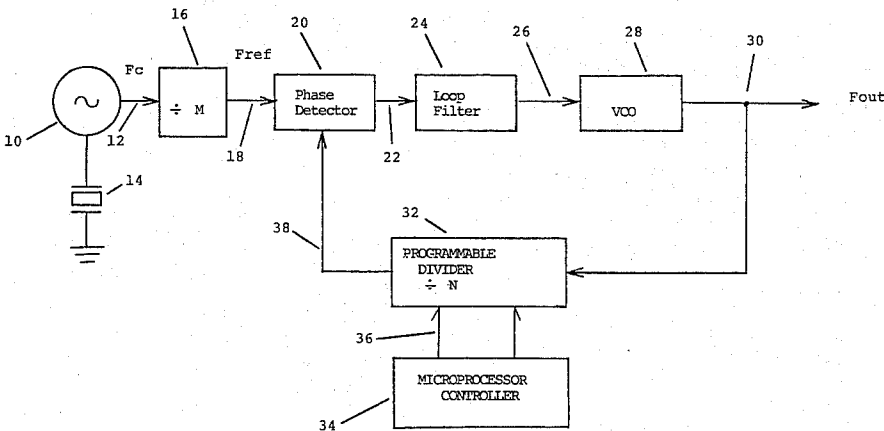 16
20
24
26
28
30
Fc
Fref
÷ M
Phase
Detector
Loop
Filter
VCO
Fout
10
12
18
22
14
32
38
PROGRAMMABLE
DIVIDER
÷ N
36
MICROPROCESSOR
CONTROLLER
34